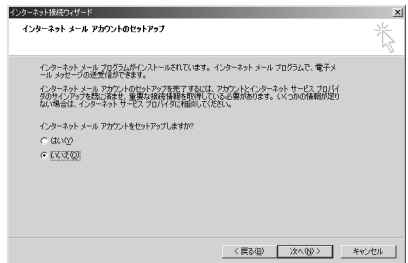 インターネット接続ウィザード
インターネット メール アカウントのセットアップ
インターネット メール プログラムがインストールされています。インターネット メール プログラムで、電子メ
ール メッセージの送受信ができます。
インターネット メール アカウントのセットアップを完了するには、アカウントとインターネット サービス プロバイ
ダのサインアップを既に済ませ、重要な接続情報を取得している必要があります。いくつかの情報が足り
ない場合は、インターネット サービス プロバイダに相談してください。
インターネット メール アカウントをセットアップしますか?
はい(Y)
いいえ(O)
< 戻る(B)
次へ(N) >
キャンセル